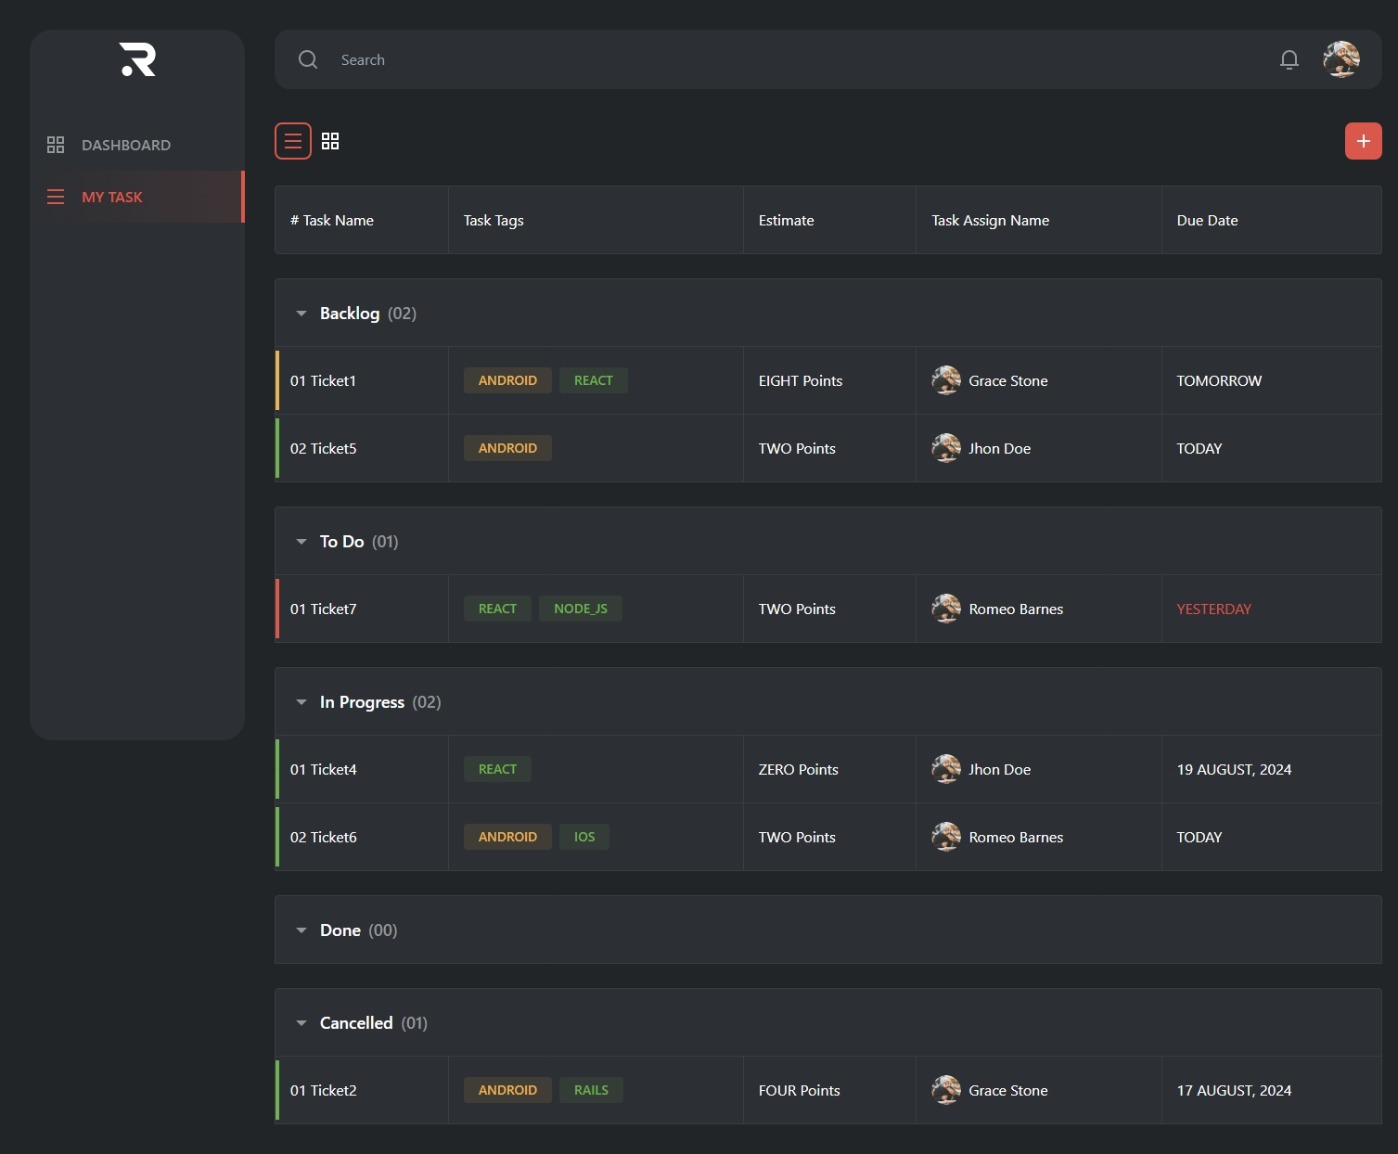 Search
DASHBOARD
MY TASK
# Task Name Task Tags Estimate Task Assign Name Due Date
Backlog (02)
01 Ticket1 ANDROID REACT EIGHT Points Grace Stone TOMORROW
02 Ticket5 ANDROID TWO Points Jhon Doe TODAY
To Do (01)
01 Ticket7 REACT NODE_JS TWO Points Romeo Barnes YESTERDAY
In Progress (02)
01 Ticket4 REACT ZERO Points Jhon Doe 19 AUGUST, 2024
02 Ticket6 ANDROID IOS TWO Points Romeo Barnes TODAY
Done (00)
Cancelled (01)
01 Ticket2 ANDROID RAILS FOUR Points Grace Stone 17 AUGUST, 2024